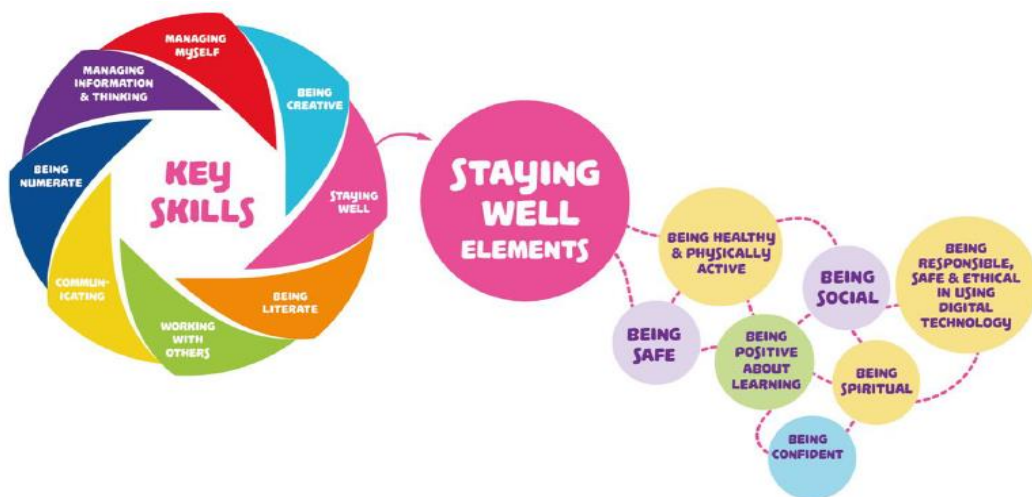 MANAGING
MYSELF
BEING
CREATIVE
STAYING
WELL
BEING
LITERATE
WORKING
WITH
OTHERS
COMMUN-
ICATING
BEING
NUMERATE
MANAGING
INFORMATION
& THINKING
KEY
SKILLS
STAYING
WELL
ELEMENTS
BEING HEALTHY
& PHYSICALLY
ACTIVE
BEING
SAFE
BEING
POSITIVE
ABOUT
LEARNING
BEING
SOCIAL
BEING
RESPONSIBLE,
SAFE & ETHICAL
IN USING
DIGITAL
TECHNOLOGY
BEING
SPIRITUAL
BEING
CONFIDENT